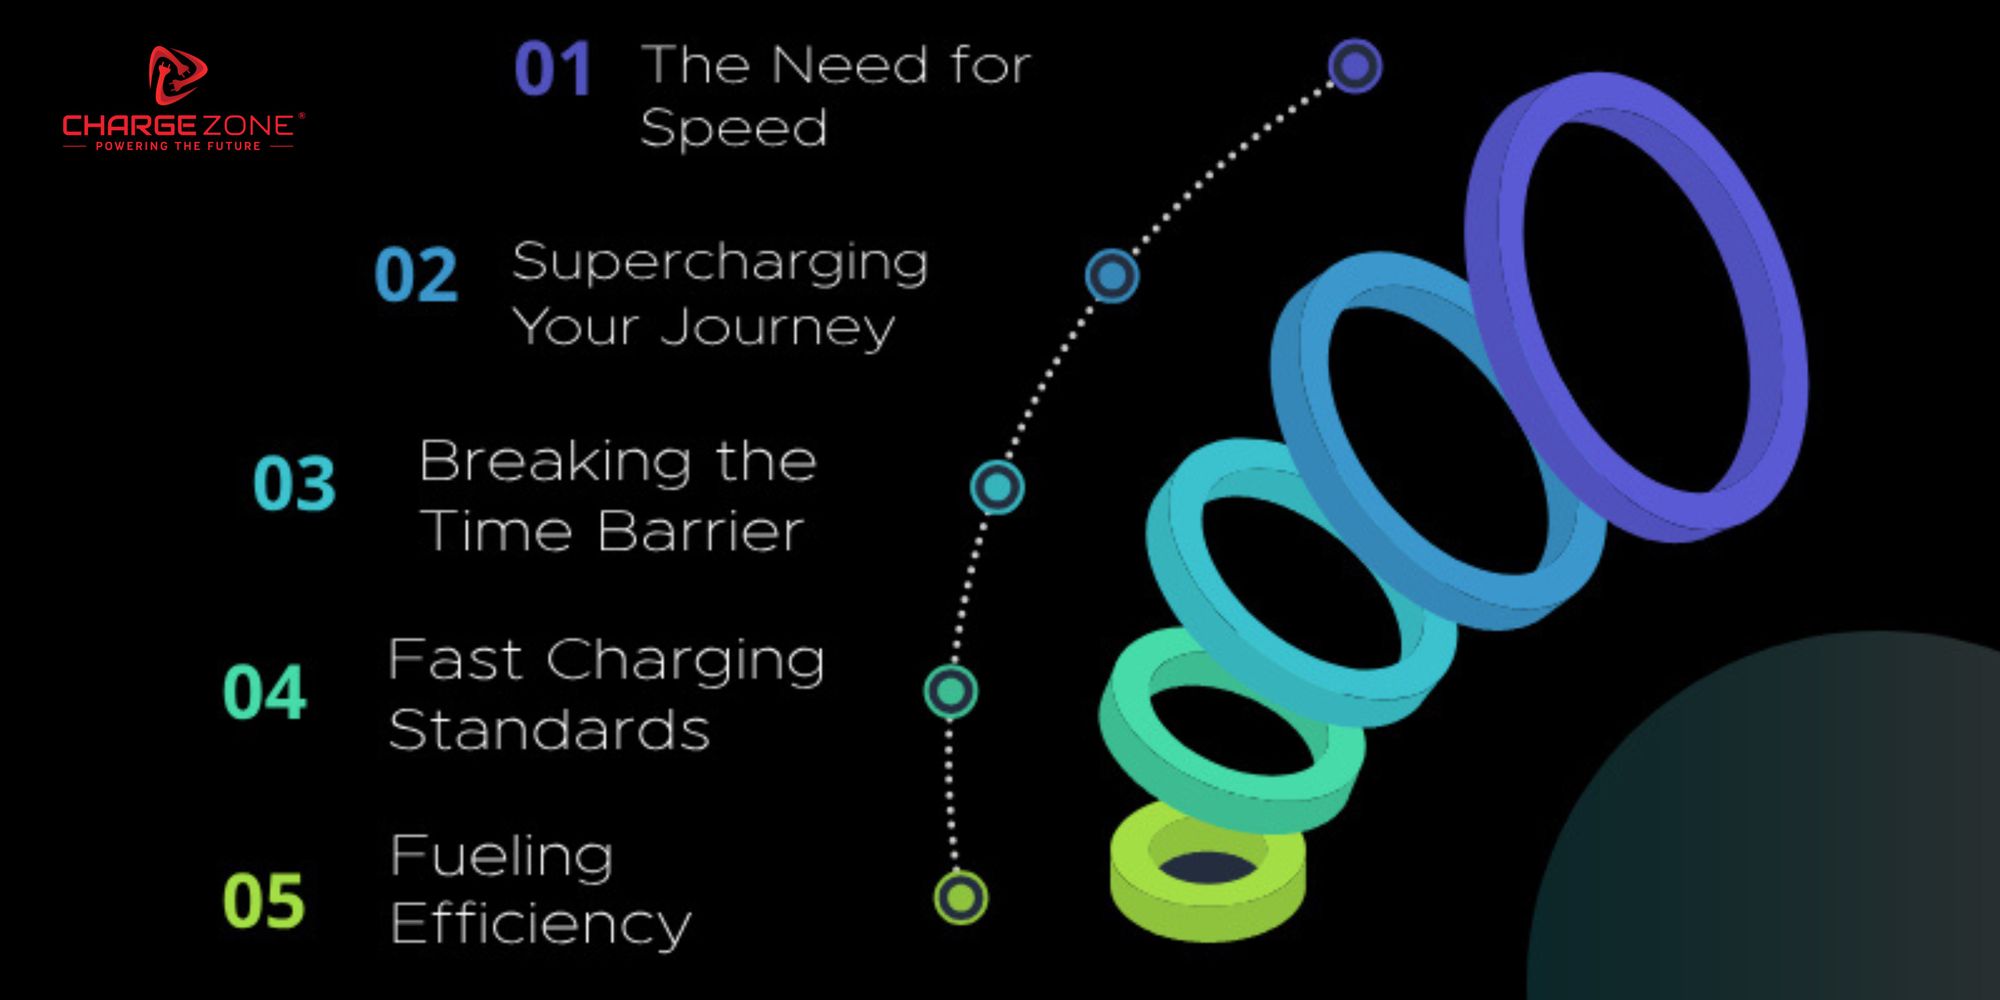 CHARGE ZONE®
POWERING THE FUTURE
01
The Need for
Speed
02
Supercharging
Your Journey
03
Breaking the
Time Barrier
04
Fast Charging
Standards
05
Fueling
Efficiency